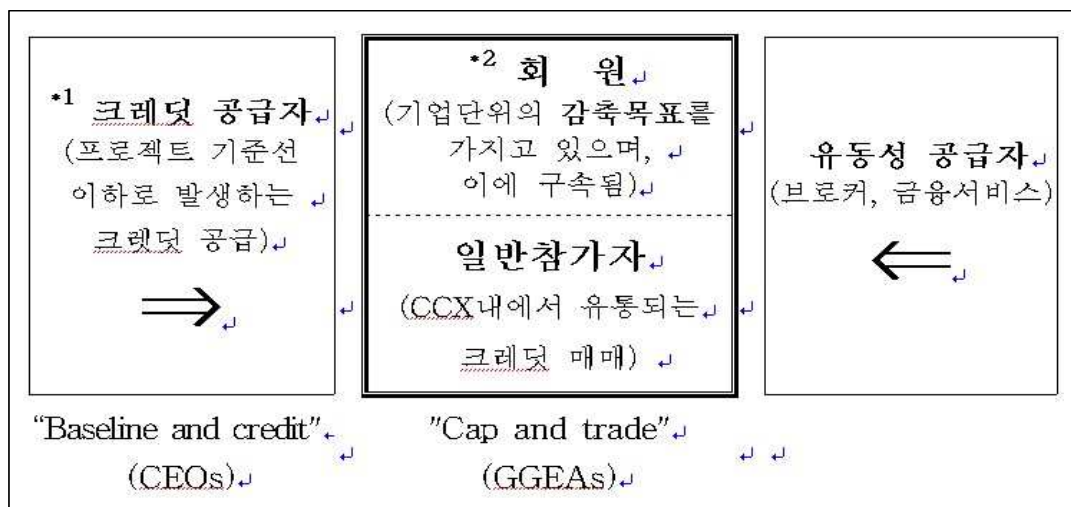 *1 크레딧 공급자
(프로젝트 기준선
이하로 발생하는
크렛딧 공급)
⇒
"Baseline and credit"
(CEOs)
*2 회 원
(기업단위의 감축목표를
가지고 있으며,
이에 구속됨)
일반참가자
(CCX내에서 유통되는
크레딧 매매)
"Cap and trade"
(GGEAs)
유동성 공급자
(브로커, 금융서비스)
⇐